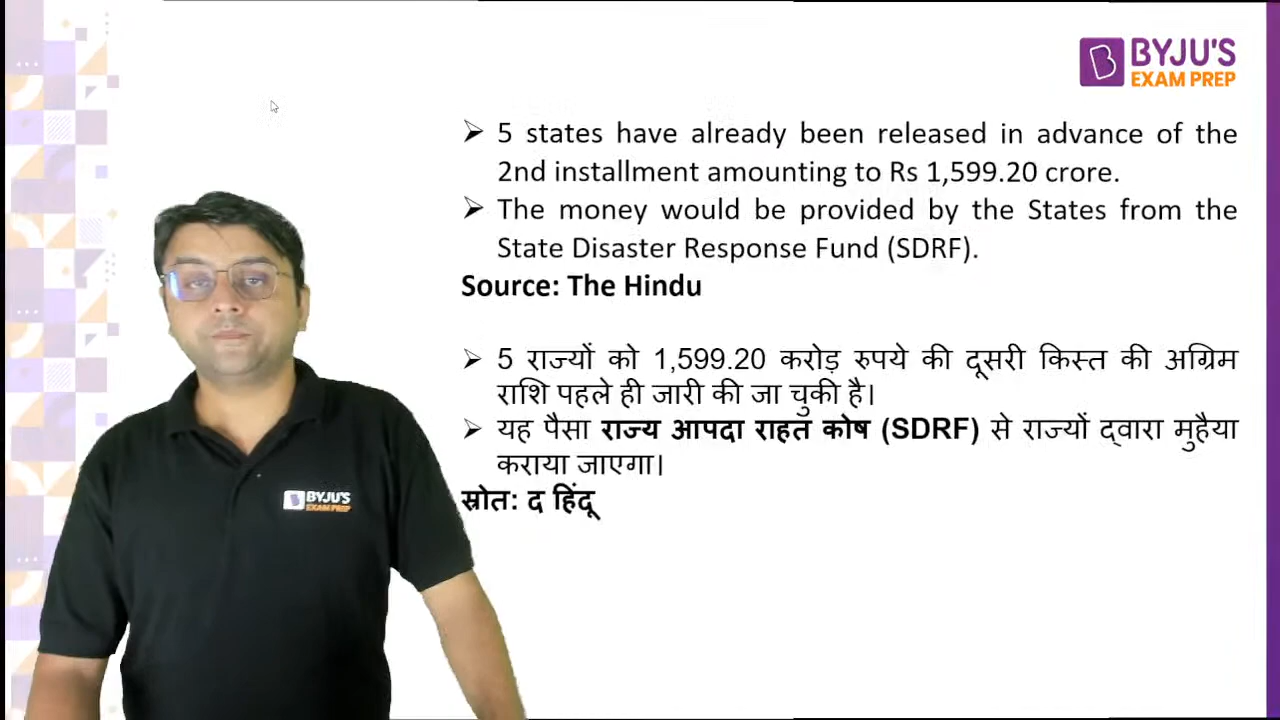 BYJU'S
EXAM PREP
➢ 5 states have already been released in advance of the
2nd installment amounting to Rs 1,599.20 crore.
➢ The money would be provided by the States from the
State Disaster Response Fund (SDRF).
Source: The Hindu
➢ 5 राज्यों को 1,599.20 करोड़ रुपये की दूसरी किस्त की अग्रिम
राशि पहले ही जारी की जा चुकी है।
➢ यह पैसा राज्य आपदा राहत कोष (SDRF) से राज्यों द्वारा मुहैया
कराया जाएगा।
स्रोत: द हिंदू
BYJU'S
EXAM PREP